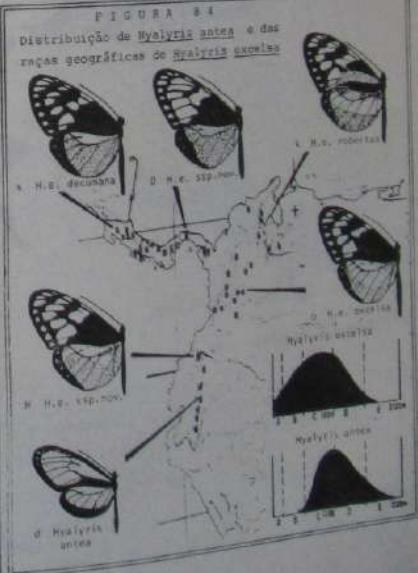 FIGURA 84
Distribuição de Hyalyris antea e das
raças geográficas de Hyalyris excelsa
H.e. decumana
H.e. ssp.nov.
H.e. excelsa
H.e. ssp.nov.
Hyalyris excelsa
Hyalyris antea
Hyalyris
antea